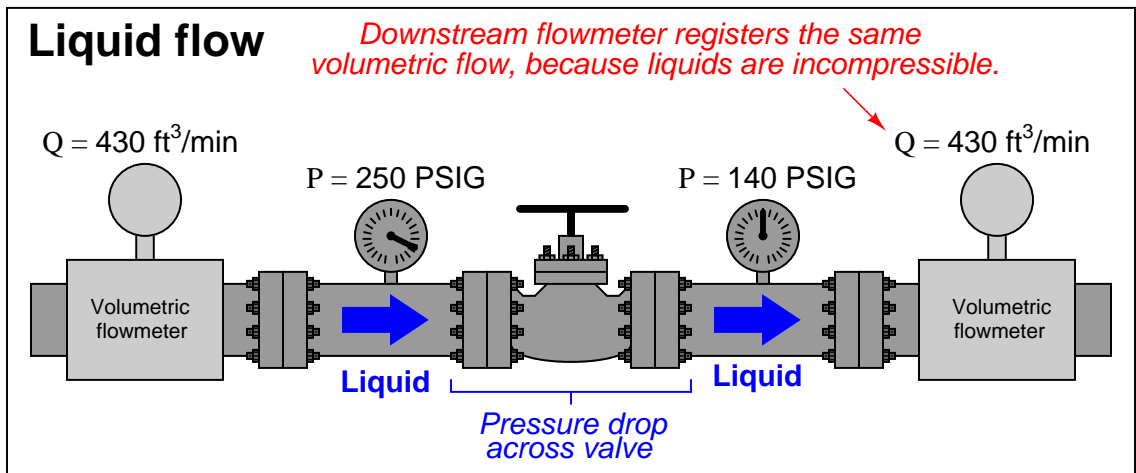 Liquid flow
Downstream flowmeter registers the same
volumetric flow, because liquids are incompressible.
Q = 430 ft³/min
Q = 430 ft³/min
P = 250 PSIG
P = 140 PSIG
Volumetric
flowmeter
Volumetric
flowmeter
Liquid
Liquid
Pressure drop
across valve